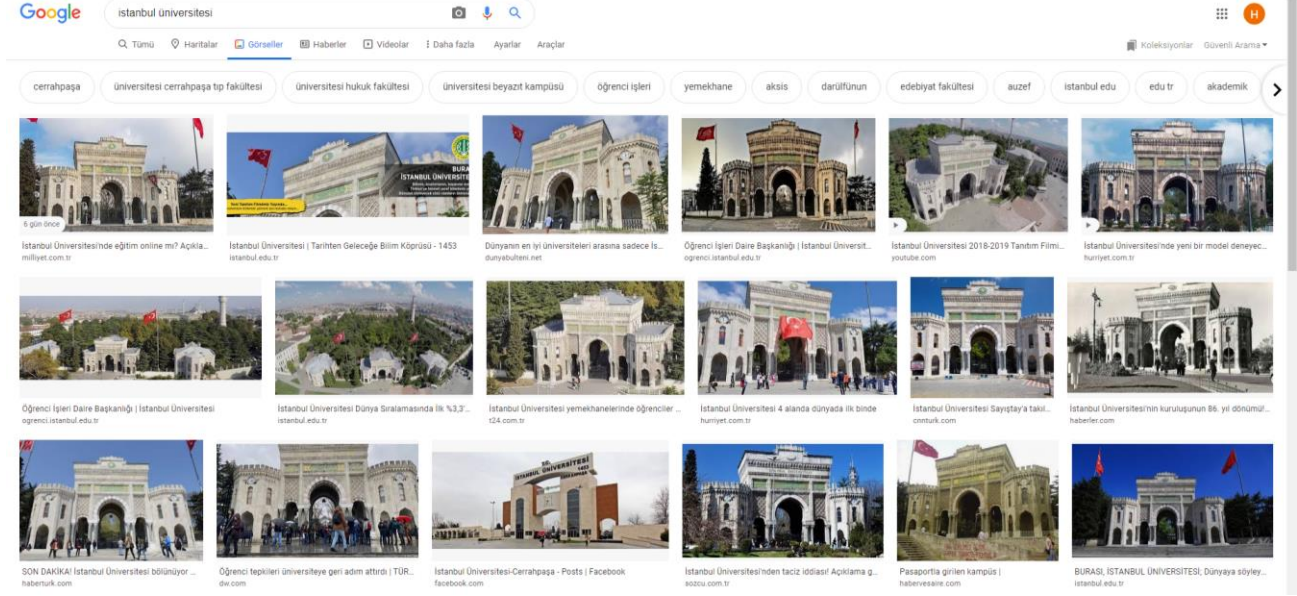 Google
istanbul üniversitesi
H
Tümü Haritalar Görseller Haberler Videolar Daha fazla Ayarlar Araçlar
Koleksiyonlar Güvenli Arama
cerrahpaşa üniversitesi cerrahpaşa tıp fakültesi üniversitesi hukuk fakültesi üniversitesi beyazıt kampüsü öğrenci işleri yemekhane aksis darülfünun edebiyat fakültesi auzef istanbul edu edu tr akademik
6 gün önce
BURA
İSTANBUL ÜNİVERSİTE
İstanbul Üniversitesi'nde eğitim online mı? Açıkla...
milliyet.com.tr
İstanbul Üniversitesi | Tarihten Geleceğe Bilim Köprüsü - 1453
istanbul.edu.tr
Dünyanın en iyi üniversiteleri arasına sadece İs...
dunyabulteni.net
Öğrenci İşleri Daire Başkanlığı | İstanbul Üniversit...
ogrenci.istanbul.edu.tr
İstanbul Üniversitesi 2018-2019 Tanıtım Filmi...
youtube.com
İstanbul Üniversitesi'nde yeni bir model deneyec...
hurriyet.com.tr
Öğrenci İşleri Daire Başkanlığı | İstanbul Üniversitesi
ogrenci.istanbul.edu.tr
İstanbul Üniversitesi Dünya Sıralamasında İlk %3,3'...
istanbul.edu.tr
İstanbul Üniversitesi yemekhanelerinde öğrenciler ...
t24.com.tr
İstanbul Üniversitesi 4 alanda dünyada ilk binde
hurriyet.com.tr
İstanbul Üniversitesi Sayıştay'a takıl...
cnnturk.com
İstanbul Üniversitesi'nin kuruluşunun 86. yıl dönümü!...
haberler.com
İSTANBUL ÜNİVERSİTESİ
SON DAKİKA! İstanbul Üniversitesi bölünüyor ...
haberturk.com
Öğrenci tepkileri üniversiteye geri adım attırdı | TÜR...
dw.com
İstanbul Üniversitesi-Cerrahpaşa - Posts | Facebook
facebook.com
İstanbul Üniversitesi'nden taciz iddiası! Açıklama g...
sozcu.com.tr
Pasaportla girilen kampüs |
habervesaire.com
BURASI, İSTANBUL ÜNİVERSİTESİ; Dünyaya söyley...
istanbul.edu.tr